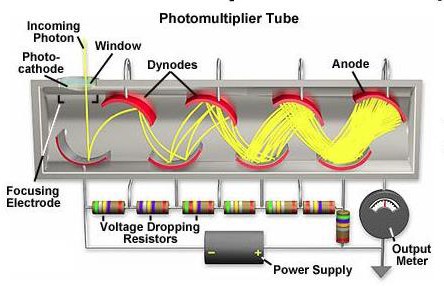 Photomultiplier Tube
Incoming
Photon
Window
Photo-
cathode
Dynodes
Anode
Focusing
Electrode
Voltage Dropping
Resistors
–
+
Power Supply
Output
Meter